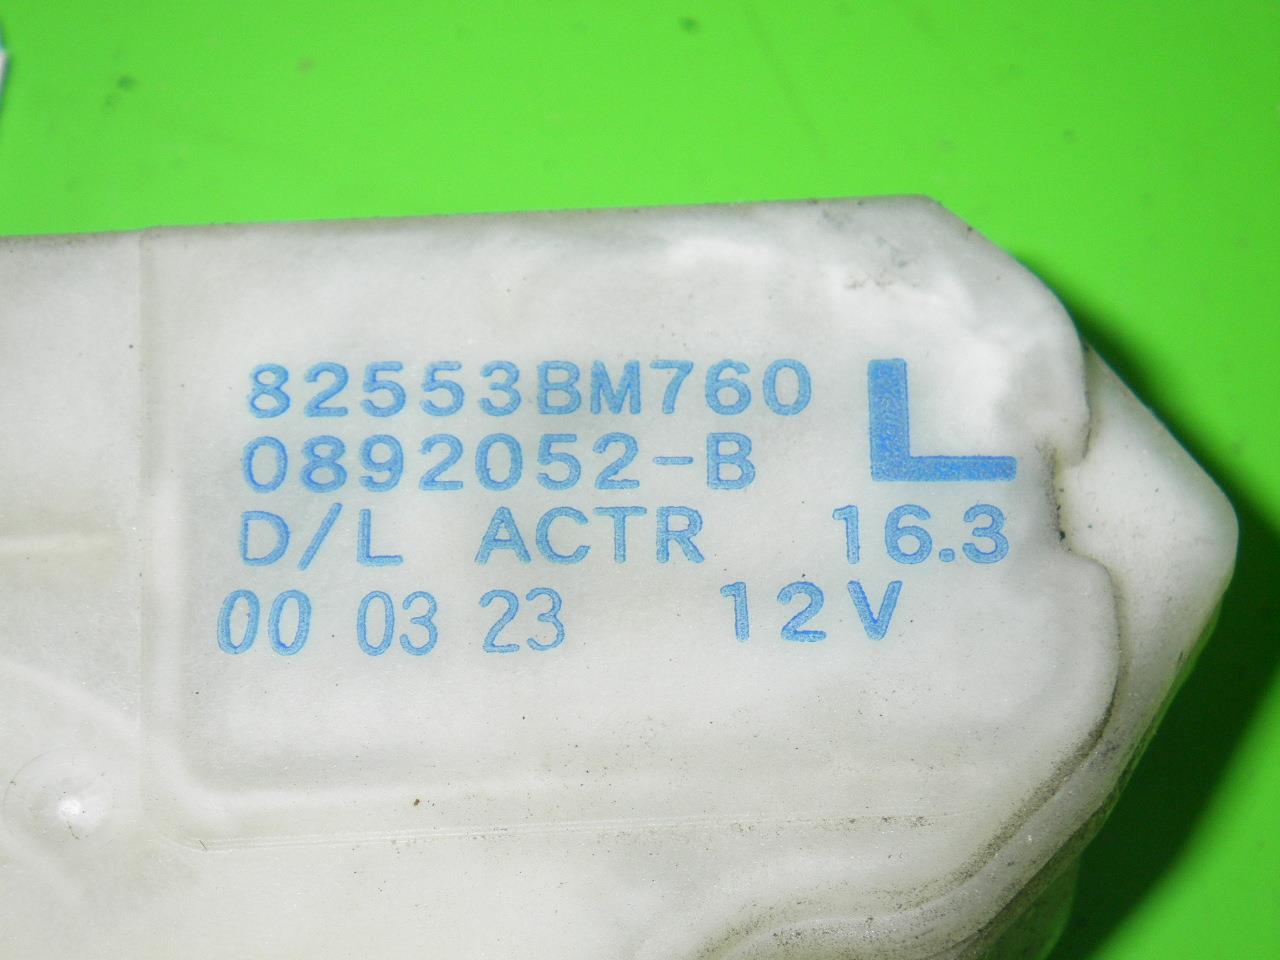 82553BM760 L
0892052-B
D/L ACTR 16.3
00 03 23 12V